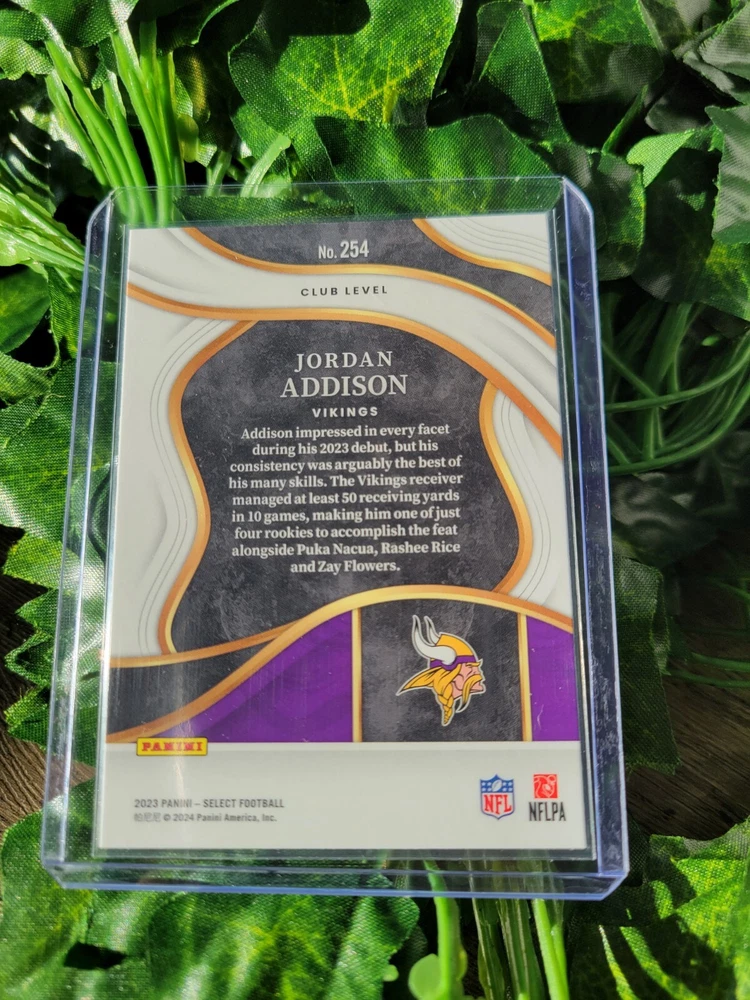 No. 254
CLUB LEVEL
JORDAN
ADDISON
VIKINGS
Addison impressed in every facet
during his 2023 debut, but his
consistency was arguably the best of
his many skills. The Vikings receiver
managed at least 50 receiving yards
in 10 games, making him one of just
four rookies to accomplish the feat
alongside Puka Nacua, Rashee Rice
and Zay Flowers.
PANINI
2023 PANINI – SELECT FOOTBALL
帕尼尼 © 2024 Panini America, Inc.
NFL
NFLPA